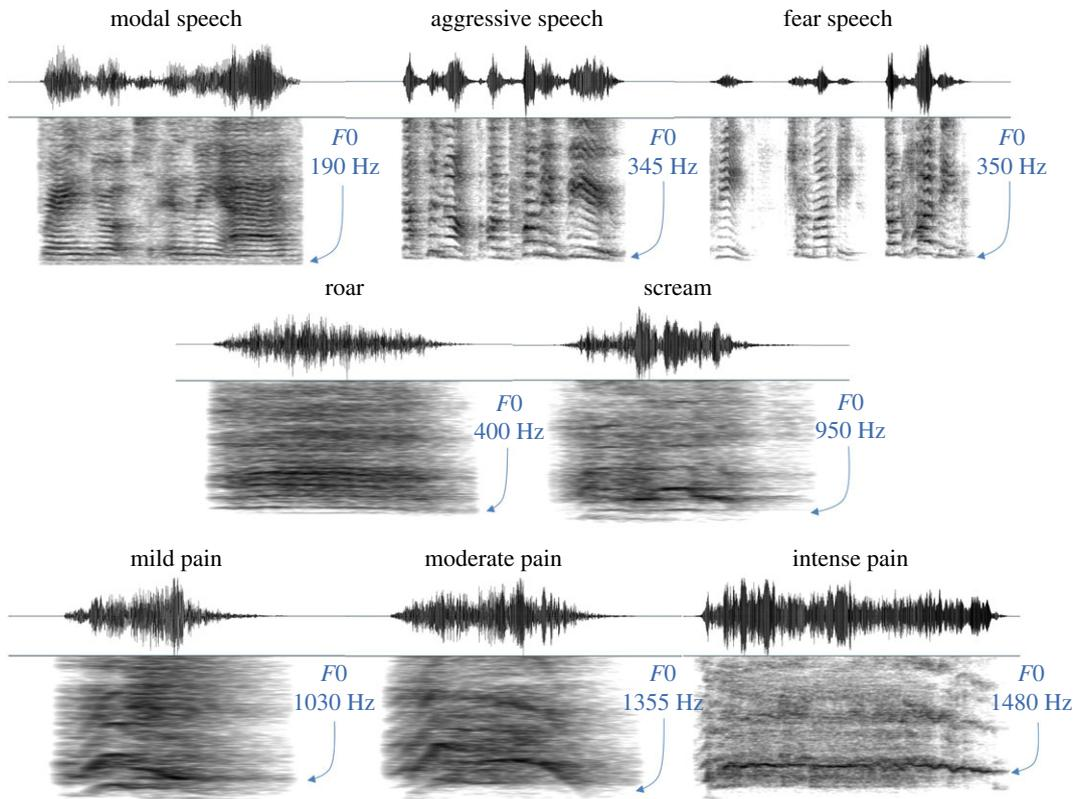 modal speech
aggressive speech
fear speech
F0
190 Hz
F0
345 Hz
F0
350 Hz
roar
scream
F0
400 Hz
F0
950 Hz
mild pain
moderate pain
intense pain
F0
1030 Hz
F0
1355 Hz
F0
1480 Hz